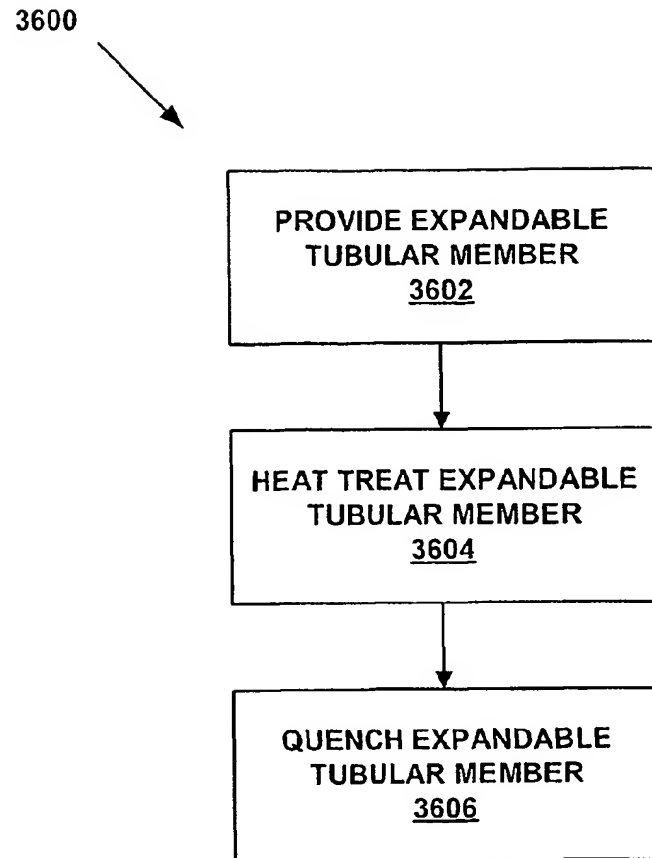 3600
PROVIDE EXPANDABLE
TUBULAR MEMBER
3602
HEAT TREAT EXPANDABLE
TUBULAR MEMBER
3604
QUENCH EXPANDABLE
TUBULAR MEMBER
3606